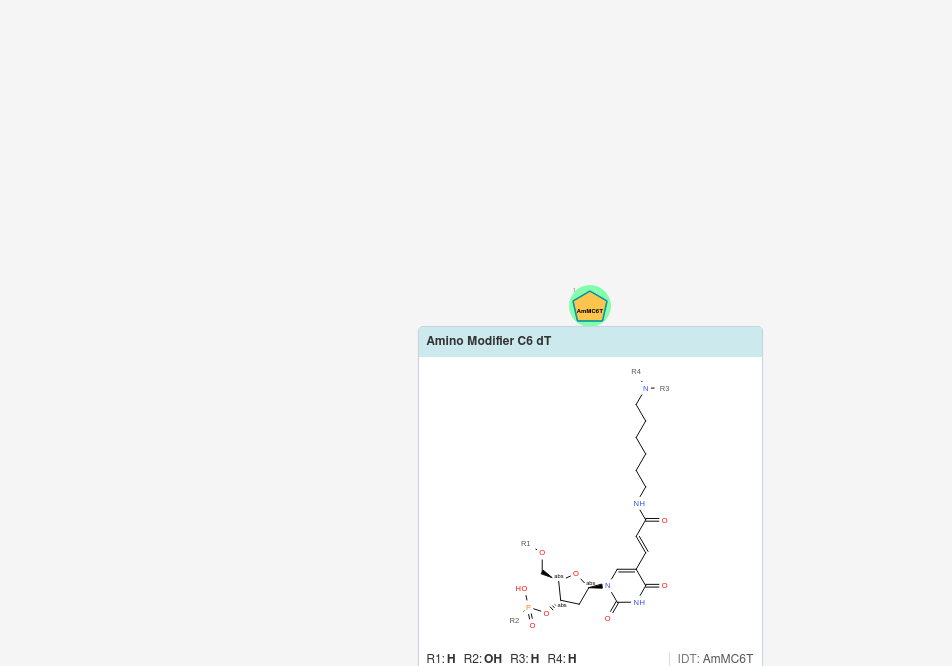 1
AmMC6T
Amino Modifier C6 dT
R4
N
R3
NH
O
R1
O
O
abs
abs
N
O
HO
abs
NH
P
O
R2
O
O
R1: H R2: OH R3: H R4: H IDT: AmMC6T